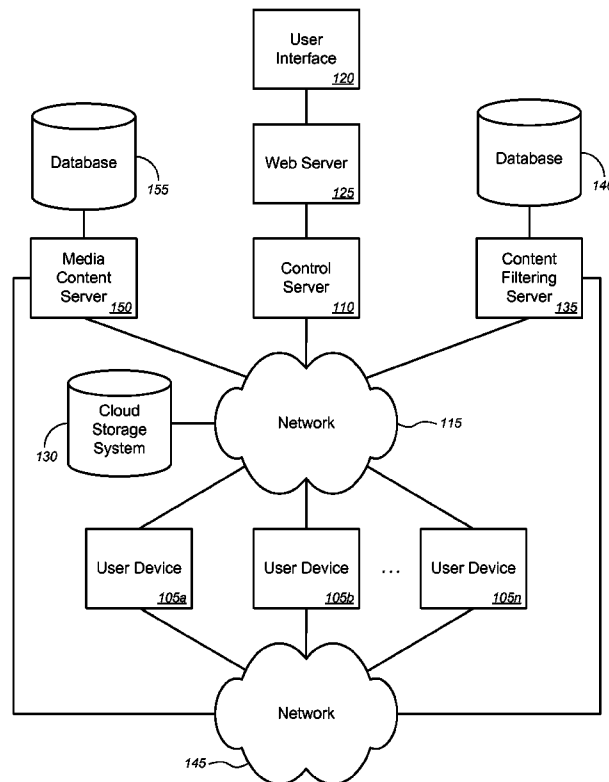 User
Interface
120
Database
155
Web Server
125
Database
140
Media
Content
Server
150
Control
Server
110
Content
Filtering
Server
135
Cloud
Storage
System
130
Network
115
User Device
105a
User Device
105b
...
User Device
105n
Network
145